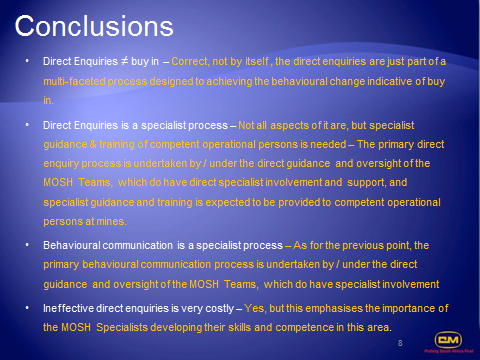 Conclusions
• Direct Enquiries ≠ buy in – Correct, not by itself , the direct enquiries are just part of a
multi-faceted process designed to achieving the behavioural change indicative of buy
in.
• Direct Enquiries is a specialist process – Not all aspects of it are, but specialist
guidance & training of competent operational persons is needed – The primary direct
enquiry process is undertaken by / under the direct guidance and oversight of the
MOSH Teams, which do have direct specialist involvement and support, and
specialist guidance and training is expected to be provided to competent operational
persons at mines.
• Behavioural communication is a specialist process – As for the previous point, the
primary behavioural communication process is undertaken by / under the direct
guidance and oversight of the MOSH Teams, which do have specialist involvement
• Ineffective direct enquiries is very costly – Yes, but this emphasises the importance of
the MOSH Specialists developing their skills and competence in this area.
8
CM
Putting South Africa First